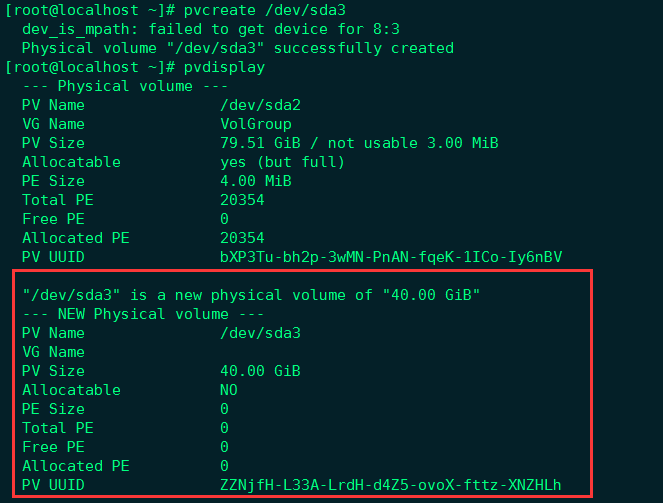 [root@localhost ~]# pvcreate /dev/sda3
dev_is_mpath: failed to get device for 8:3
Physical volume "/dev/sda3" successfully created
[root@localhost ~]# pvdisplay
--- Physical volume ---
PV Name /dev/sda2
VG Name VolGroup
PV Size 79.51 GiB / not usable 3.00 MiB
Allocatable yes (but full)
PE Size 4.00 MiB
Total PE 20354
Free PE 0
Allocated PE 20354
PV UUID bXP3Tu-bh2p-3wMN-PnAN-fqeK-1ICo-Iy6nBV
"/dev/sda3" is a new physical volume of "40.00 GiB"
--- NEW Physical volume ---
PV Name /dev/sda3
VG Name
PV Size 40.00 GiB
Allocatable NO
PE Size 0
Total PE 0
Free PE 0
Allocated PE 0
PV UUID ZZNjfH-L33A-LrdH-d4Z5-ovoX-fttz-XNZHLh